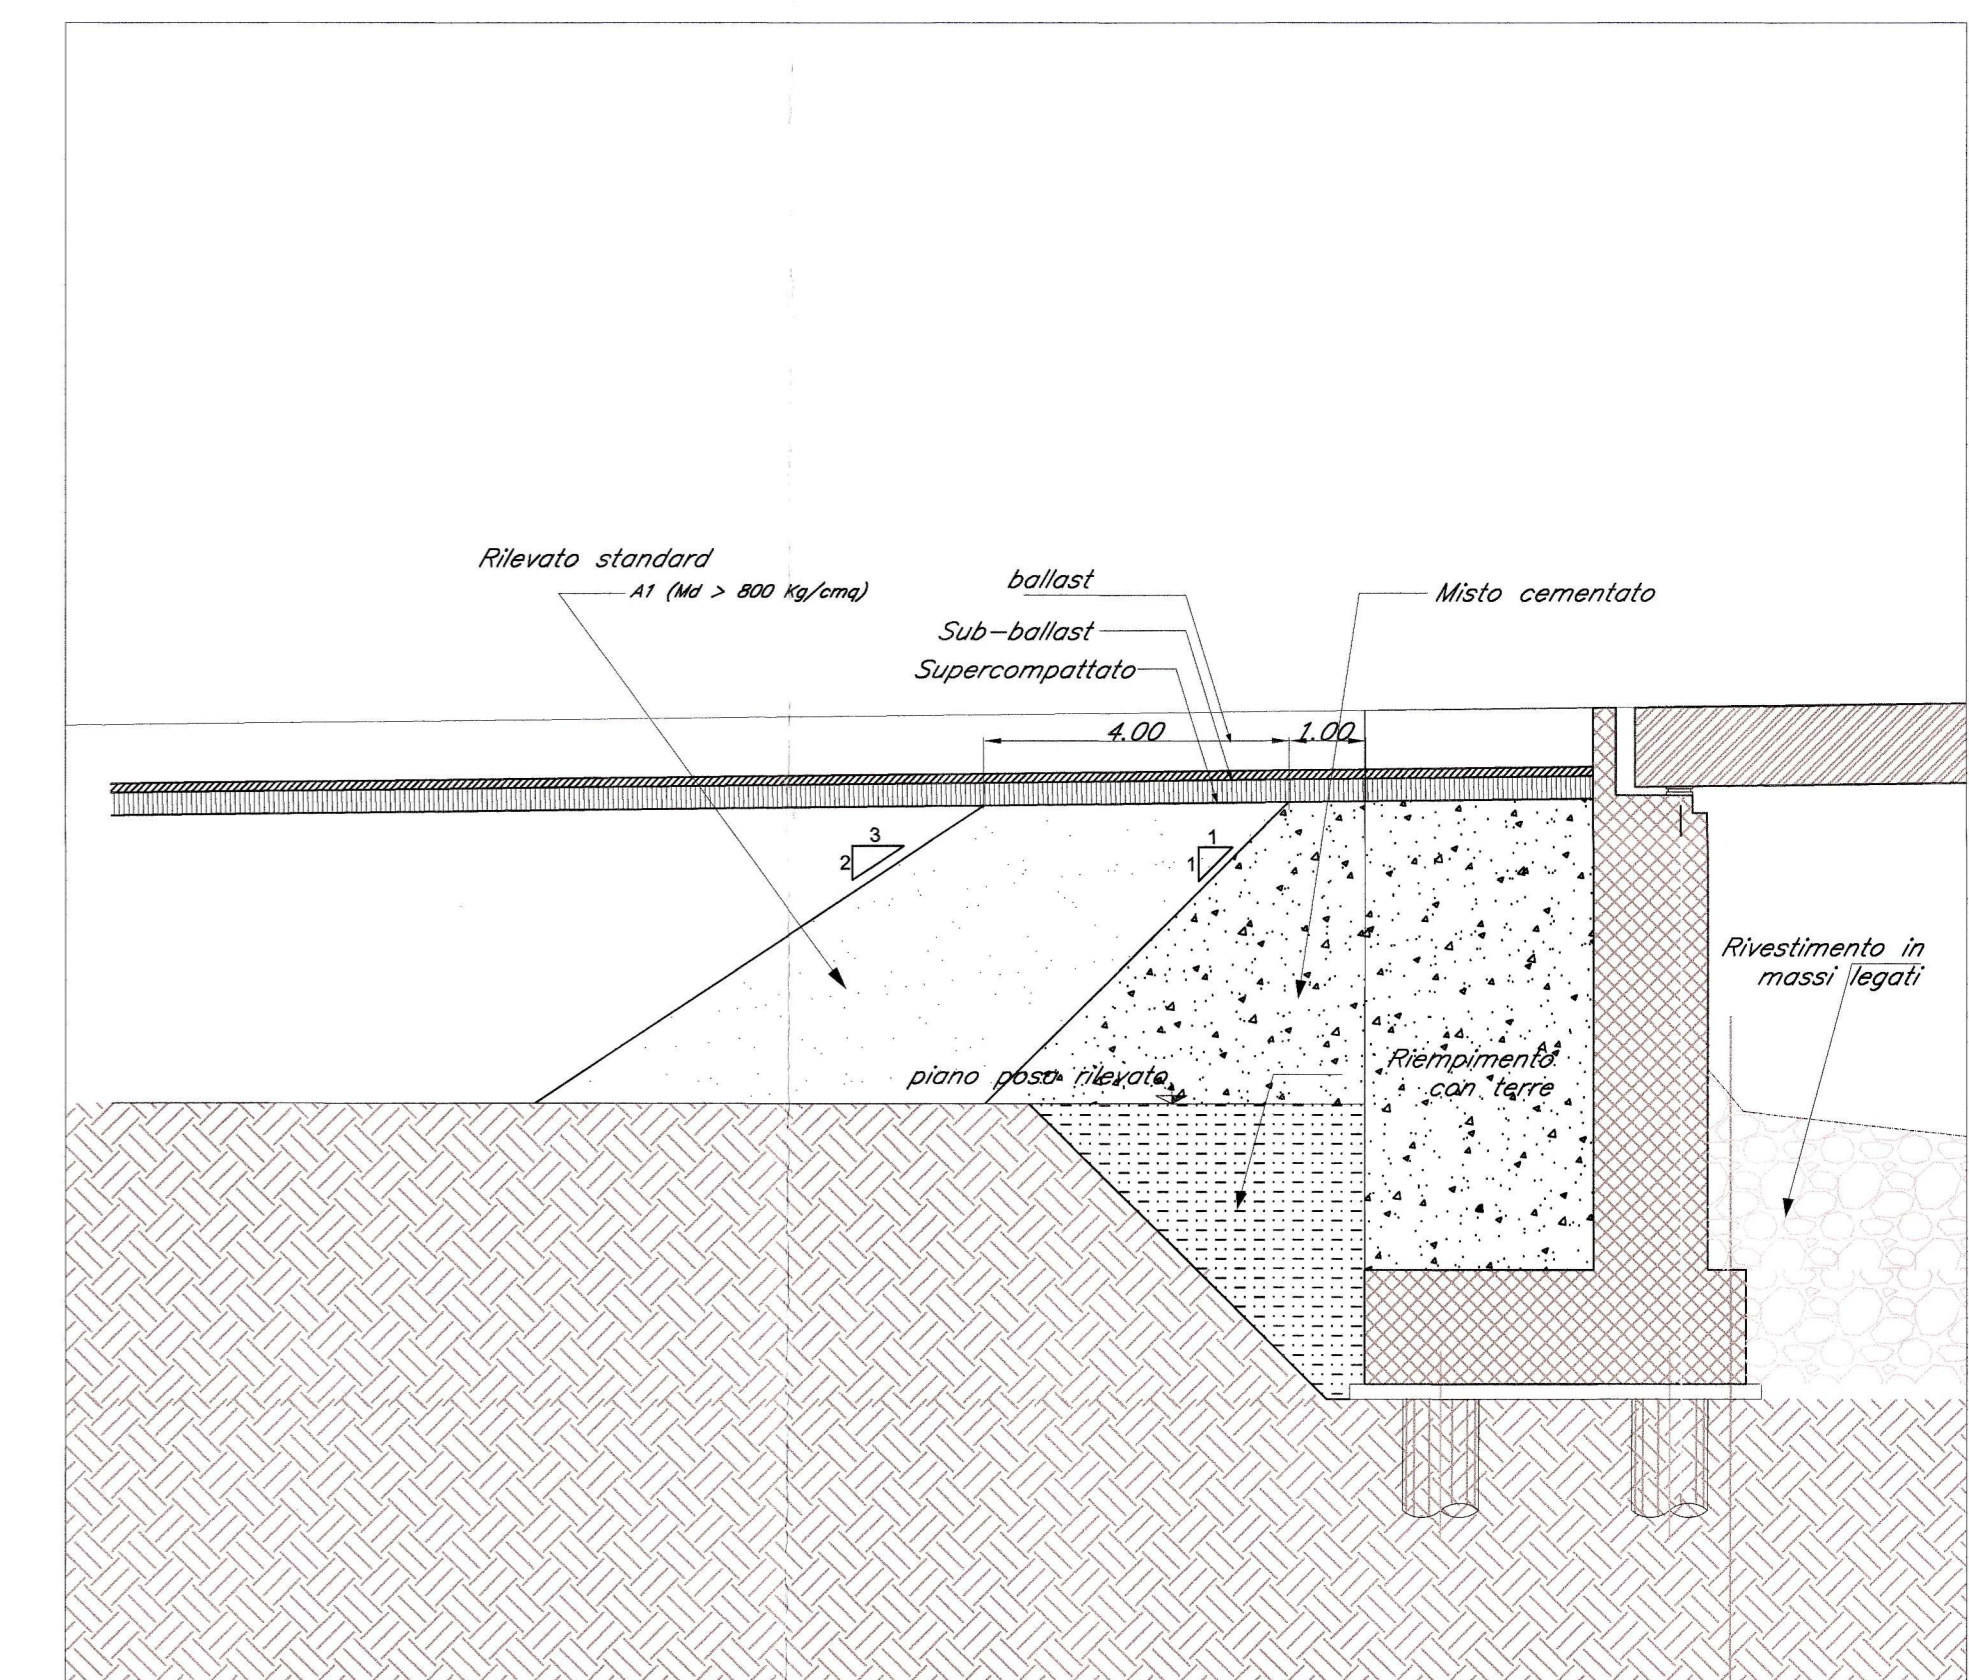 Rilevato standard
A1 (Md > 800 Kg/cmq)
ballast
Sub-ballast
Supercompattato
Misto cementato
4.00
1.00
3
2
1
1
Rivestimento in
massi legati
piano posa rilevato
Riempimento
con terre